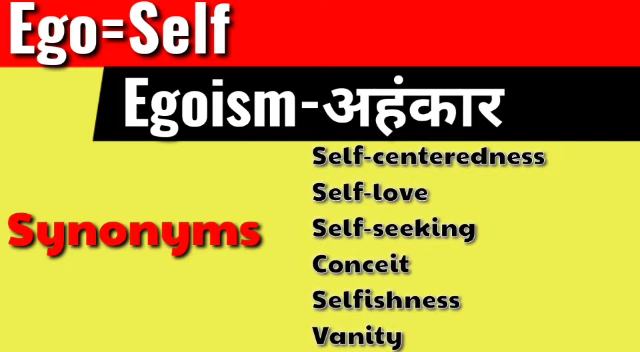 Ego=Self
Egoism-अहंकार
Synonyms
Self-centeredness
Self-love
Self-seeking
Conceit
Selfishness
Vanity